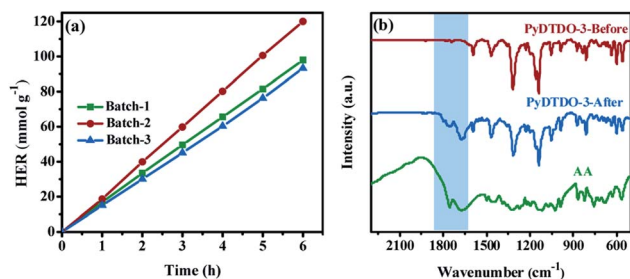 (a)
HER (mmol g⁻¹)
120
100
80
60
40
20
0
Batch-1
Batch-2
Batch-3
0 1 2 3 4 5 6
Time (h)
(b)
Intensity (a.u.)
PyDTDO-3-Before
PyDTDO-3-After
AA
2100 1800 1500 1200 900 600
Wavenumber (cm⁻¹)